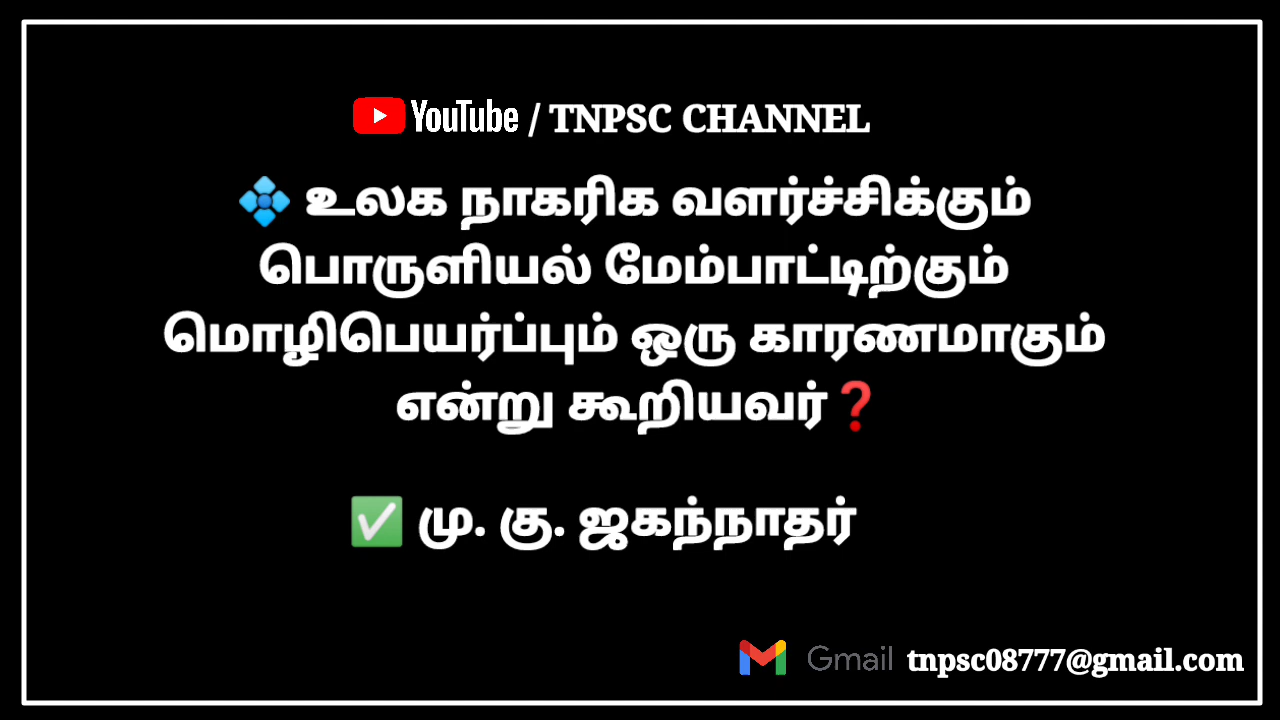 YouTube / TNPSC CHANNEL
💠 உலக நாகரிக வளர்ச்சிக்கும்
பொருளியல் மேம்பாட்டிற்கும்
மொழிபெயர்ப்பும் ஒரு காரணமாகும்
என்று கூறியவர்❓
✅ மு. கு. ஜகந்நாதர்
Gmail tnpsc08777@gmail.com